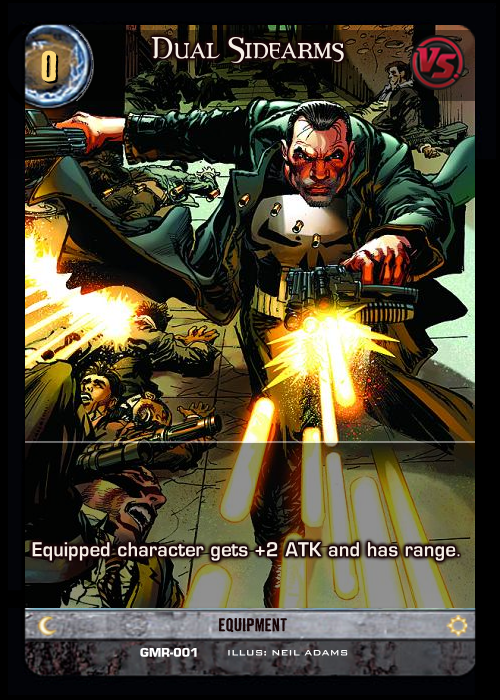 0
Dual Sidearms
VS.
Equipped character gets +2 ATK and has range.
EQUIPMENT
GMR-001 ILLUS: NEIL ADAMS